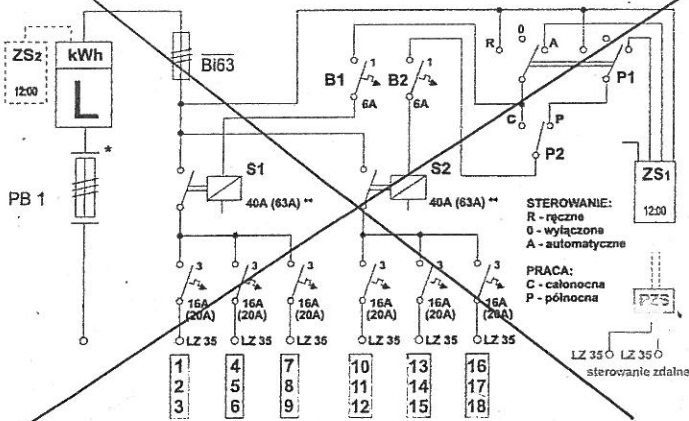 ZS2
12:00
kWh
L
*
PB 1
Bi63
B1
1
6A
B2
1
6A
R
0
A
P1
C
P
P2
ZS1
12:00
S1
40A (63A) **
S2
40A (63A) **
STEROWANIE:
R - ręczne
0 - wyłączone
A - automatyczne
PRACA:
C - całonocna
P - północna
3
16A
(20A)
3
16A
(20A)
3
16A
(20A)
3
16A
(20A)
3
16A
(20A)
3
16A
(20A)
LZ 35
LZ 35
LZ 35
LZ 35
LZ 35
LZ 35
PZS
LZ 35
LZ 35
sterowanie zdalne
1
2
3
4
5
6
7
8
9
10
11
12
13
14
15
16
17
18